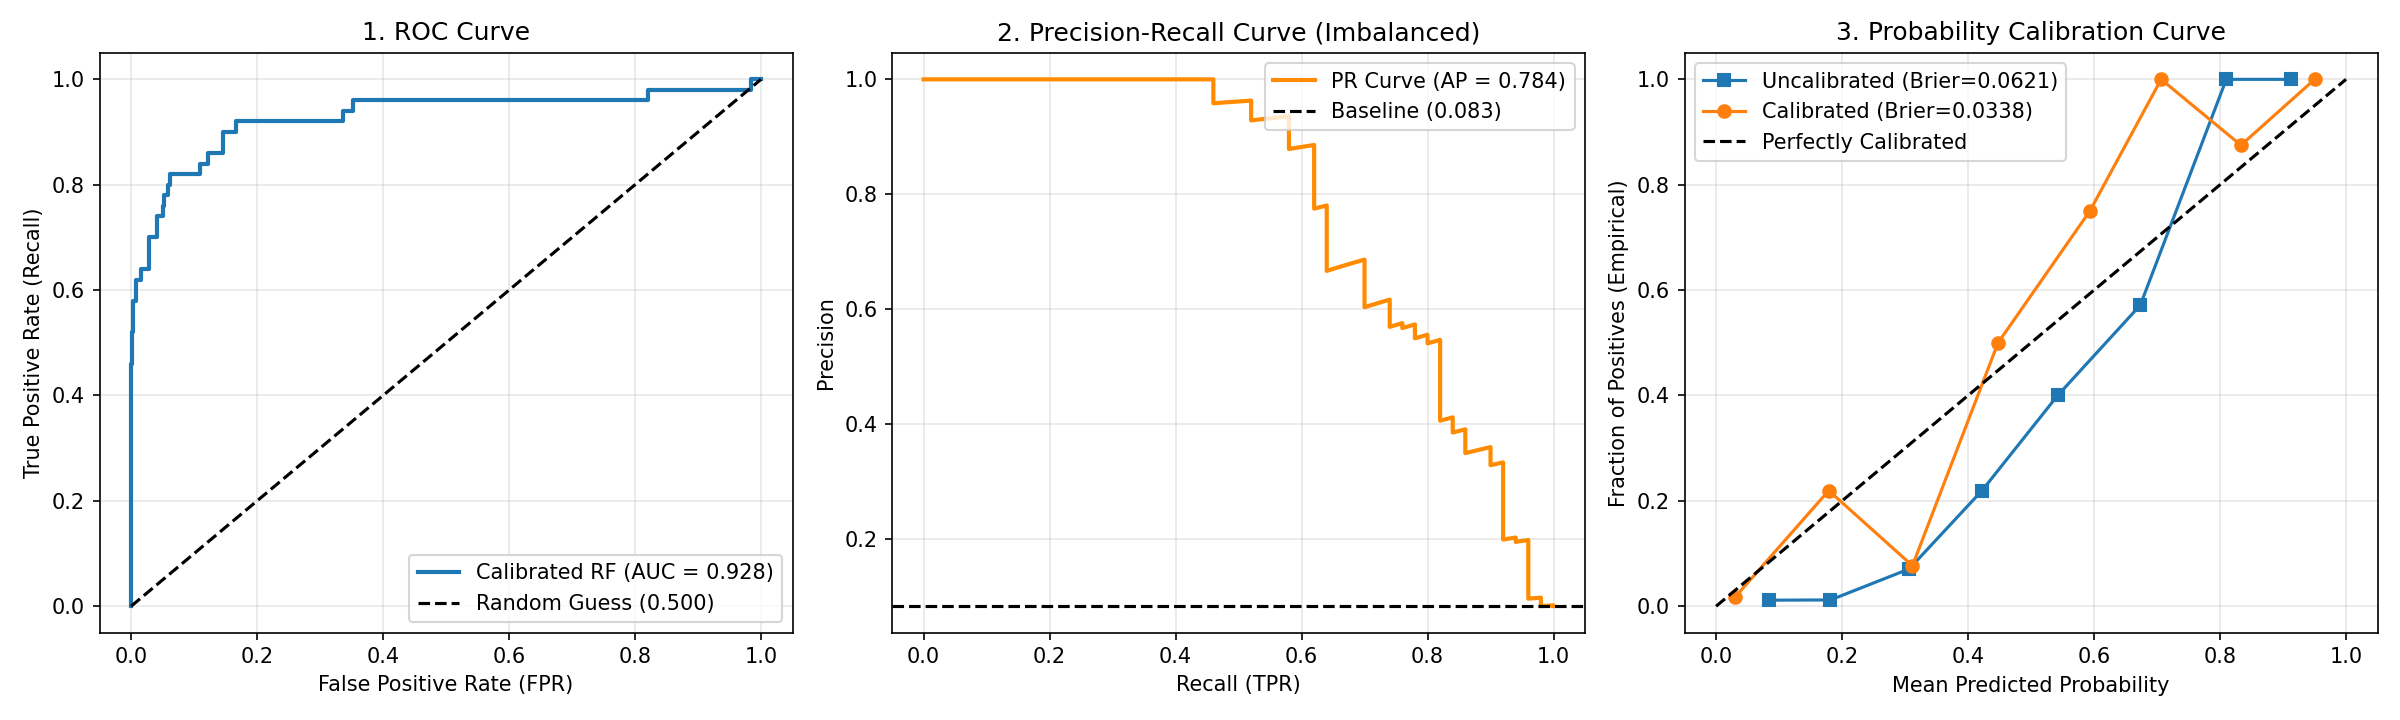 1. ROC Curve
True Positive Rate (Recall)
1.0
0.8
0.6
0.4
0.2
0.0
Calibrated RF (AUC = 0.928)
Random Guess (0.500)
0.0 0.2 0.4 0.6 0.8 1.0
False Positive Rate (FPR)
2. Precision-Recall Curve (Imbalanced)
Precision
1.0
0.8
0.6
0.4
0.2
PR Curve (AP = 0.784)
Baseline (0.083)
0.0 0.2 0.4 0.6 0.8 1.0
Recall (TPR)
3. Probability Calibration Curve
Fraction of Positives (Empirical)
1.0
0.8
0.6
0.4
0.2
0.0
Uncalibrated (Brier=0.0621)
Calibrated (Brier=0.0338)
Perfectly Calibrated
0.0 0.2 0.4 0.6 0.8 1.0
Mean Predicted Probability